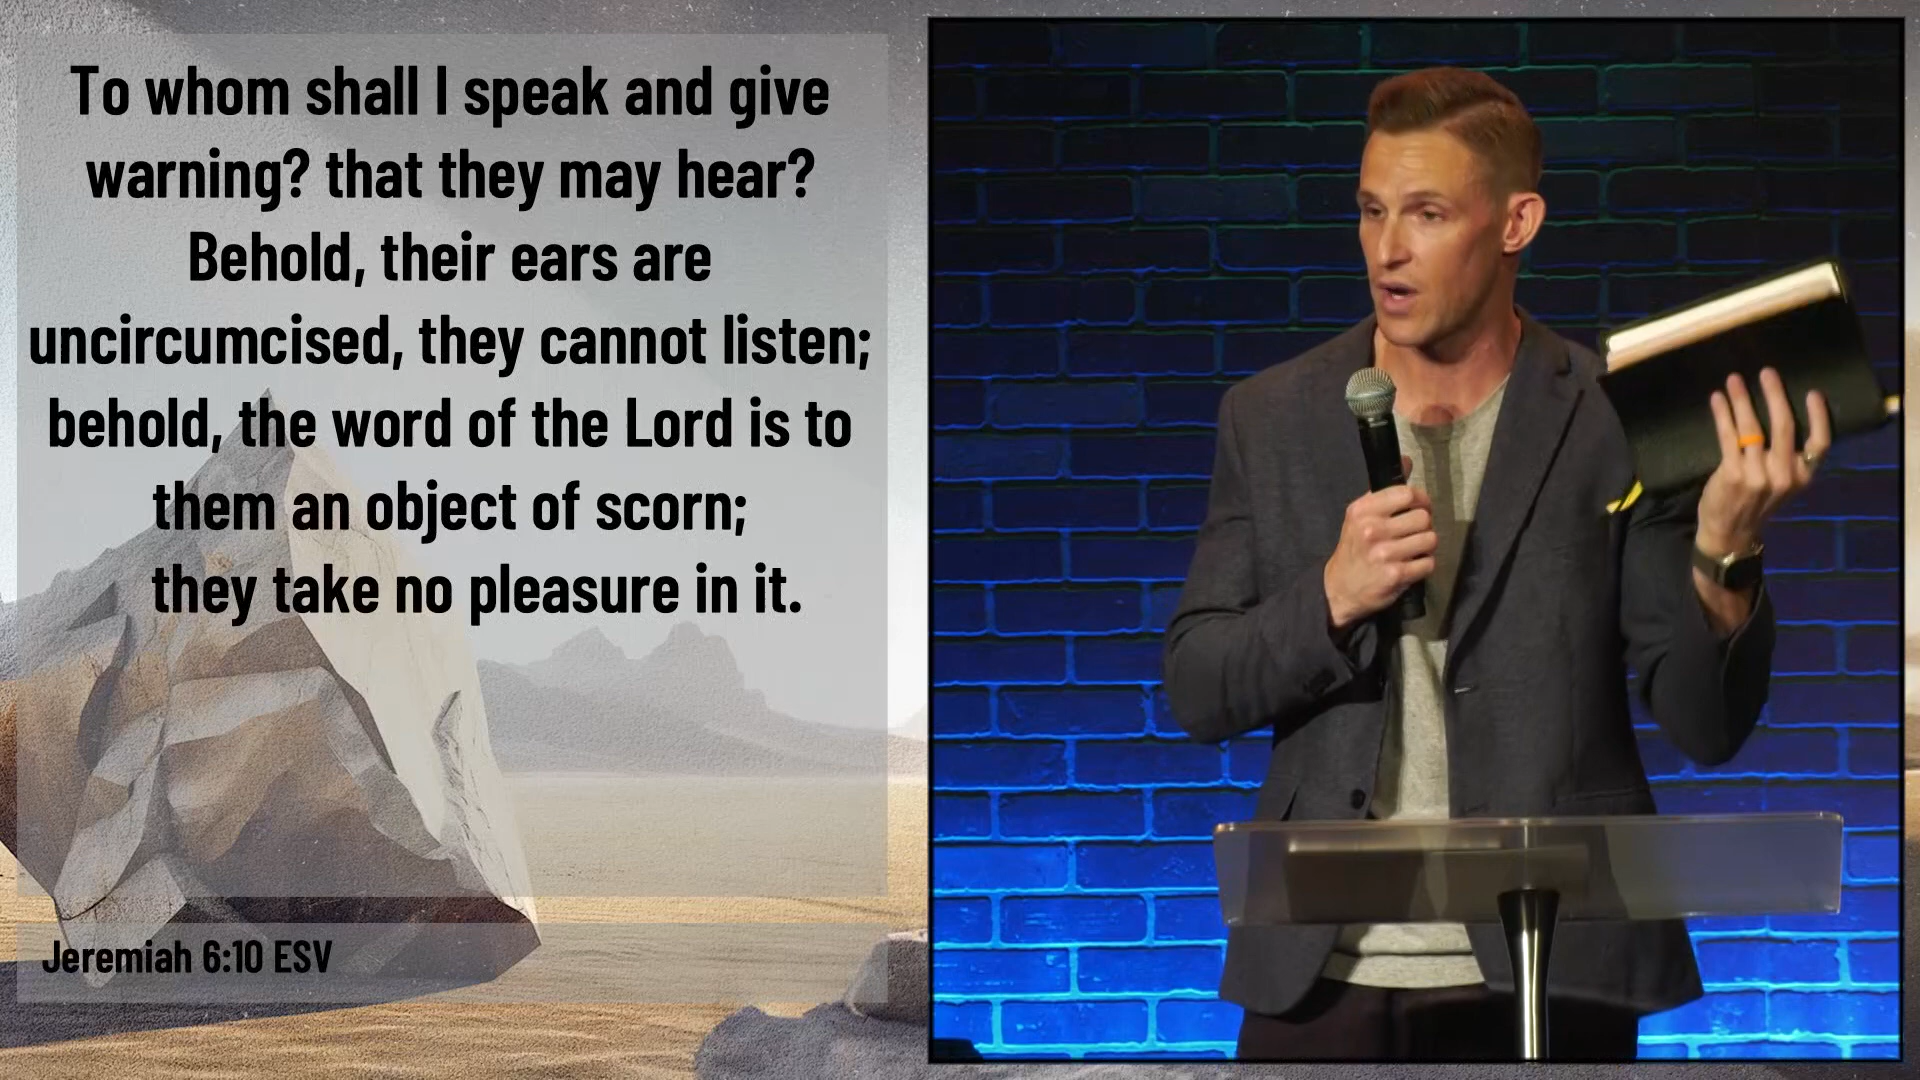 To whom shall I speak and give
warning? that they may hear?
Behold, their ears are
uncircumcised, they cannot listen;
behold, the word of the Lord is to
them an object of scorn;
they take no pleasure in it.
Jeremiah 6:10 ESV